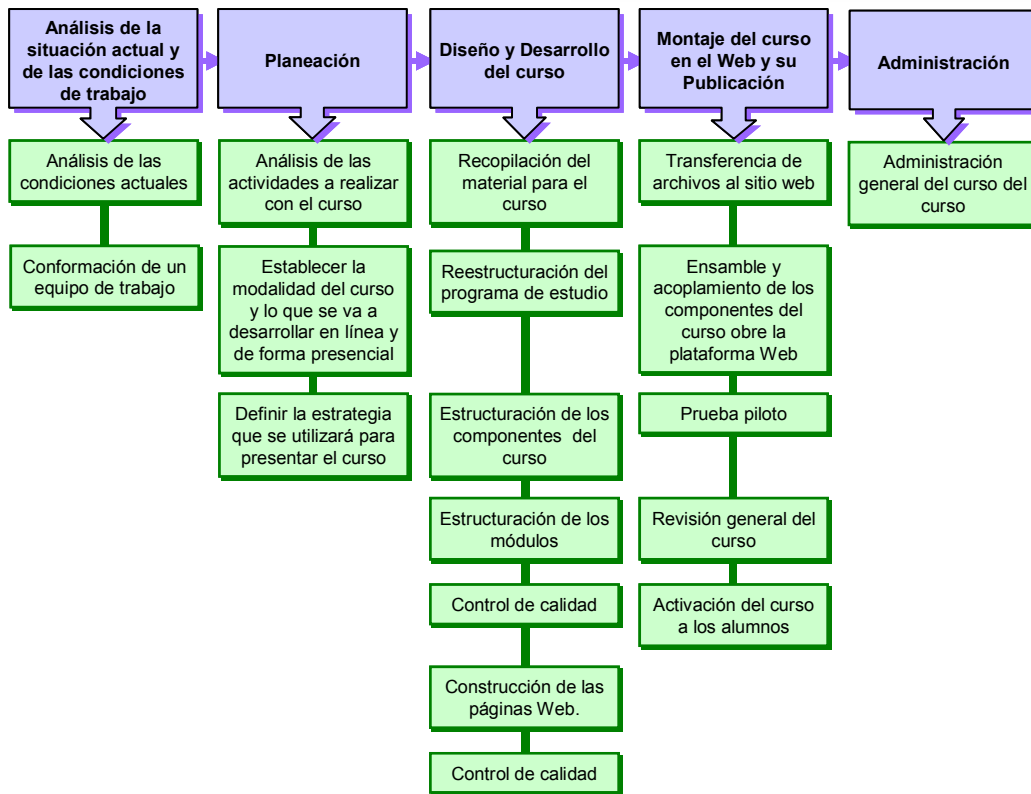 Análisis de la
situación actual y
de las condiciones
de trabajo
Planeación
Diseño y Desarrollo
del curso
Montaje del curso
en el Web y su
Publicación
Administración
Análisis de las
condiciones actuales
Conformación de un
equipo de trabajo
Análisis de las
actividades a realizar
con el curso
Establecer la
modalidad del curso
y lo que se va a
desarrollar en línea y
de forma presencial
Definir la estrategia
que se utilizará para
presentar el curso
Recopilación del
material para el
curso
Reestructuración del
programa de estudio
Estructuración de los
componentes del
curso
Estructuración de los
módulos
Control de calidad
Construcción de las
páginas Web.
Control de calidad
Transferencia de
archivos al sitio web
Ensamble y
acoplamiento de los
componentes del
curso obre la
plataforma Web
Prueba piloto
Revisión general del
curso
Activación del curso
a los alumnos
Administración
general del curso del
curso